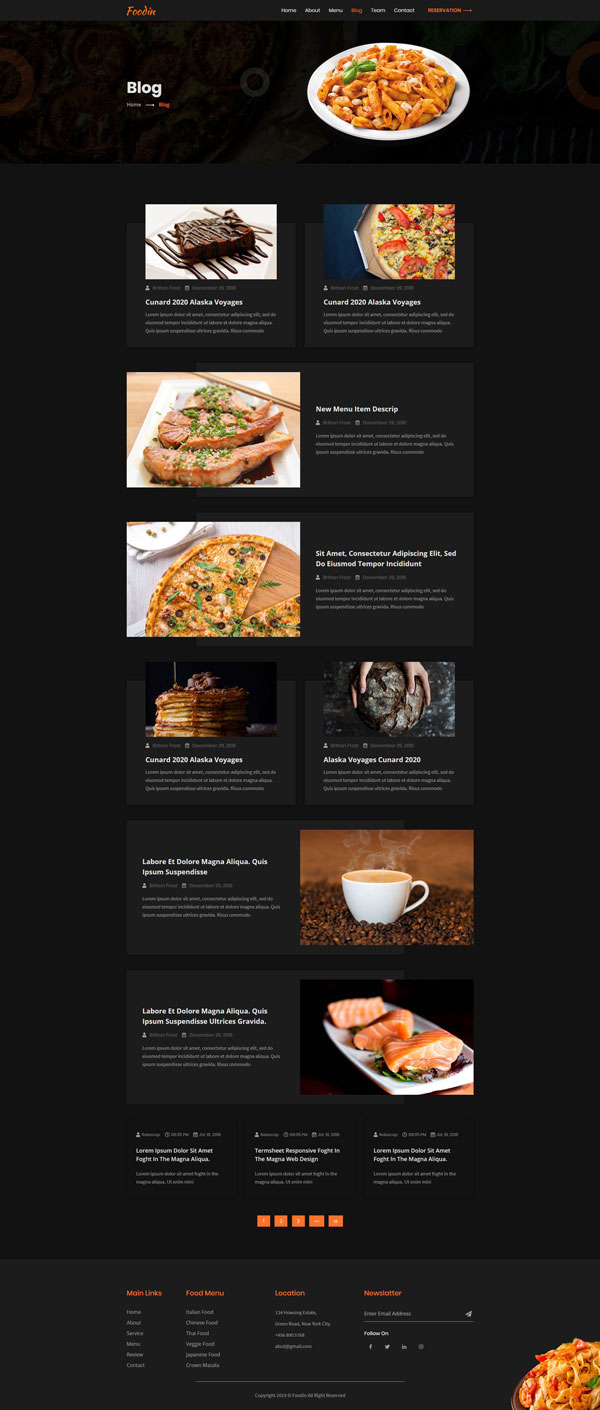 Foodin
Home About Menu Blog Team Contact RESERVATION
Blog
Home Blog
Britton Frost December 29, 2018
Cunard 2020 Alaska Voyages
Lorem ipsum dolor sit amet, consectetur adipiscing elit, sed do
eiusmod tempor incididunt ut labore et dolore magna aliqua.
Quis ipsum suspendisse ultrices gravida. Risus commodo
Britton Frost December 29, 2018
Cunard 2020 Alaska Voyages
Lorem ipsum dolor sit amet, consectetur adipiscing elit, sed do
eiusmod tempor incididunt ut labore et dolore magna aliqua.
Quis ipsum suspendisse ultrices gravida. Risus commodo
New Menu Item Descrip
Britton Frost December 29, 2018
Lorem ipsum dolor sit amet, consectetur adipiscing elit, sed do
eiusmod tempor incididunt ut labore et dolore magna aliqua. Quis
ipsum suspendisse ultrices gravida. Risus commodo
Sit Amet, Consectetur Adipiscing Elit, Sed
Do Eiusmod Tempor Incididunt
Britton Frost December 29, 2018
Lorem ipsum dolor sit amet, consectetur adipiscing elit, sed do
eiusmod tempor incididunt ut labore et dolore magna aliqua. Quis
ipsum suspendisse ultrices gravida. Risus commodo
Britton Frost December 29, 2018
Cunard 2020 Alaska Voyages
Lorem ipsum dolor sit amet, consectetur adipiscing elit, sed do
eiusmod tempor incididunt ut labore et dolore magna aliqua.
Quis ipsum suspendisse ultrices gravida. Risus commodo
Britton Frost December 29, 2018
Alaska Voyages Cunard 2020
Lorem ipsum dolor sit amet, consectetur adipiscing elit, sed do
eiusmod tempor incididunt ut labore et dolore magna aliqua.
Quis ipsum suspendisse ultrices gravida. Risus commodo
Labore Et Dolore Magna Aliqua. Quis
Ipsum Suspendisse
Britton Frost December 29, 2018
Lorem ipsum dolor sit amet, consectetur adipiscing elit, sed do
eiusmod tempor incididunt ut labore et dolore magna aliqua. Quis
ipsum suspendisse ultrices gravida. Risus commodo
Labore Et Dolore Magna Aliqua. Quis
Ipsum Suspendisse Ultrices Gravida.
Britton Frost December 29, 2018
Lorem ipsum dolor sit amet, consectetur adipiscing elit, sed do
eiusmod tempor incididunt ut labore et dolore magna aliqua. Quis
ipsum suspendisse ultrices gravida. Risus commodo
Robocop 08:35 PM Jul 19, 2016
Lorem Ipsum Dolor Sit Amet
Foght In The Magna Aliqua.
Lorem ipsum dolor sit amet foght in the
magna aliqua. Ut enim mini
Robocop 08:35 PM Jul 19, 2016
Termsheet Responsive Foght In
The Magna Web Design
Lorem ipsum dolor sit amet foght in the
magna aliqua. Ut enim mini
Robocop 08:35 PM Jul 19, 2016
Lorem Ipsum Dolor Sit Amet
Foght In The Magna Aliqua.
Lorem ipsum dolor sit amet foght in the
magna aliqua. Ut enim mini
1 2 3
Main Links
Home
About
Service
Menu
Review
Contact
Food Menu
Italian Food
Chinese Food
Thai Food
Veggie Food
Japanese Food
Crown Masala
Location
134 Howsing Estate,
Green Road, New York City
+456 890 5768
abcd@gmail.com
Newslatter
Enter Email Address
Follow On
Copyright 2019 © Foodin All Right Reserved